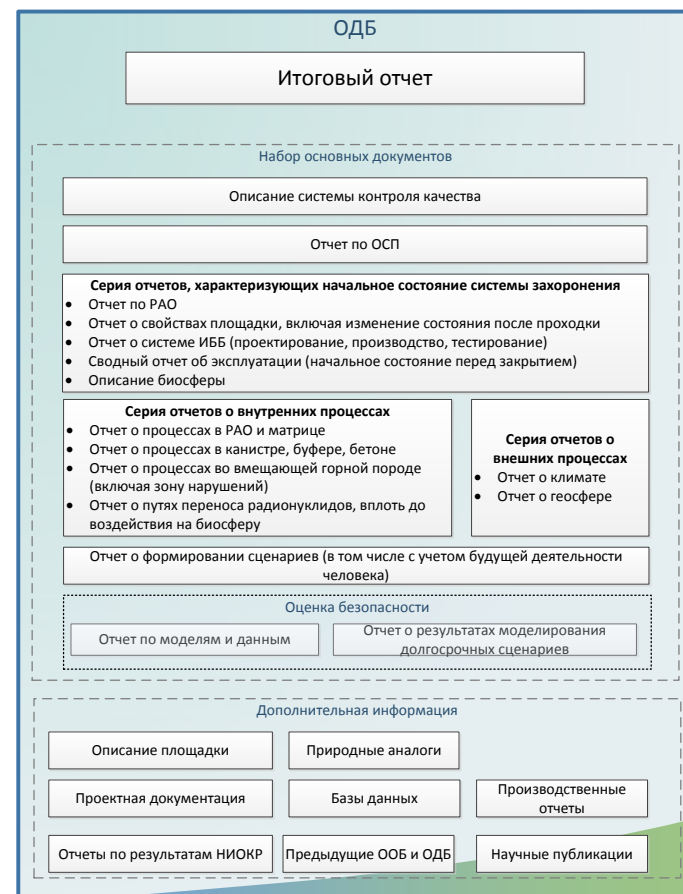 ОДБ
Итоговый отчет
Набор основных документов
Описание системы контроля качества
Отчет по ОСП
Серия отчетов, характеризующих начальное состояние системы захоронения
• Отчет по РАО
• Отчет о свойствах площадки, включая изменение состояния после проходки
• Отчет о системе ИББ (проектирование, производство, тестирование)
• Сводный отчет об эксплуатации (начальное состояние перед закрытием)
• Описание биосферы
Серия отчетов о внутренних процессах
• Отчет о процессах в РАО и матрице
• Отчет о процессах в канистре, буфере, бетоне
• Отчет о процессах во вмещающей горной породе
(включая зону нарушений)
• Отчет о путях переноса радионуклидов, вплоть до
воздействия на биосферу
Серия отчетов о
внешних процессах
• Отчет о климате
• Отчет о геосфере
Отчет о формировании сценариев (в том числе с учетом будущей деятельности
человека)
Оценка безопасности
Отчет по моделям и данным
Отчет о результатах моделирования
долгосрочных сценариев
Дополнительная информация
Описание площадки
Природные аналоги
Проектная документация
Базы данных
Производственные
отчеты
Отчеты по результатам НИОКР
Предыдущие ООБ и ОДБ
Научные публикации